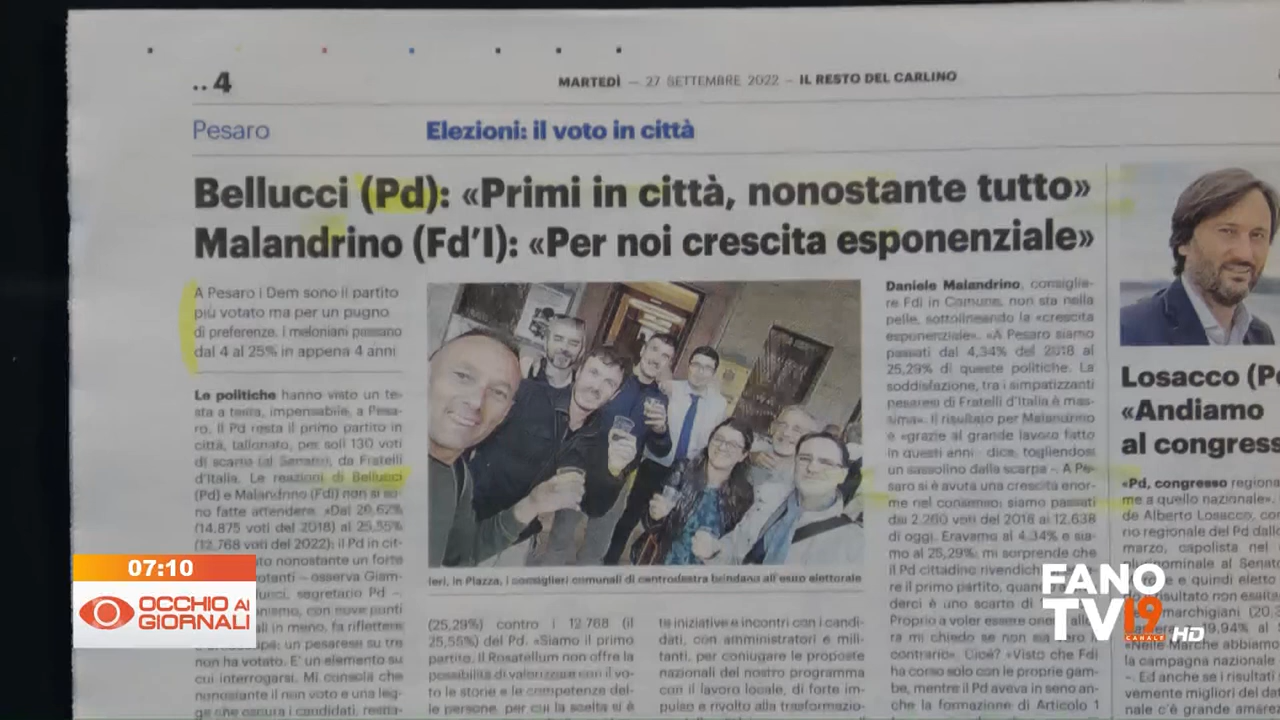 ..4
MARTEDÌ — 27 SETTEMBRE 2022 – IL RESTO DEL CARLINO
Pesaro
Elezioni: il voto in città
Bellucci (Pd): «Primi in città, nonostante tutto»
Malandrino (Fd'I): «Per noi crescita esponenziale»
A Pesaro i Dem sono il partito
più votato ma per un pugno
di preferenze. I meloniani passano
dal 4 al 25% in appena 4 anni
Le politiche hanno visto un te-
sta a testa, impensabile, a Pesa-
ro. Il Pd resta il primo partito in
città, tallonato, per soli 130 voti
di scarto (al Senato), da Fratelli
d'Italia. Le reazioni di Bellucci
(Pd) e Malandrino (FdI) non si so-
no fatte attendere. «Dal
(14.875 voti del 2018) al
(12.768 voti del 2022): il Pd in cit-
nonostante un forte
– osserva Giam-
segretario Pd –
con nove punti
in meno, fa riflettere
un pesarese su tre
non ha votato. E' un elemento su
cui interrogarsi. Mi consola che
nonostante il non voto e una leg-
ge che oscura i candidati, resta-
Ieri, in Piazza, i consiglieri comunali di centrodestra brindano all'esito elettorale
(25,29%) contro i 12.768 (il
25,55%) del Pd. «Siamo il primo
partito. Il Rosatellum non offre la
possibilità di valorizzare con il vo-
to le storie e le competenze del-
le persone, per cui la scelta si è
te iniziative e incontri con i candi-
dati, con amministratori e mili-
tanti, per coniugare le proposte
nazionali del nostro programma
con il lavoro locale, di forte im-
pulso e rivolto alla trasformazio-
Daniele Malandrino, consiglie-
re FdI in Comune, non sta nella
pelle, sottolineando la «crescita
esponenziale». «A Pesaro siamo
passati dal 4,34% del 2018 al
25,29% di queste politiche. La
soddisfazione, tra i simpatizzanti
pesaresi di Fratelli d'Italia è mas-
sima». Il risultato per Malandrino
è «grazie al grande lavoro fatto
in questi anni – dice, togliendosi
un sassolino dalla scarpa –. A Pe-
saro si è avuta una crescita enor-
me nel consenso: siamo passati
dai 2.260 voti del 2018 ai 12.638
di oggi. Eravamo al 4,34% e sia-
mo al 25,29%: mi sorprende che
il Pd cittadino
re il primo partito,
derci è uno scarto di
Proprio a voler essere
ra mi chiedo se non sia
contrario». Cioè? «Visto che FdI
ha corso solo con le proprie gam-
be, mentre il Pd aveva in seno an-
che la formazione di Articolo 1
Losacco (P
«Andiamo
al congress
«Pd, congresso regiona
me a quello nazionale».
de Alberto Losacco, co
rio regionale del Pd dall
marzo, capolista nel
nominale al Senato
e quindi eletto
risultato non
marchigiani (20,
19,94% al
«Nelle Marche abbiamo
la campagna nazionale
–. Ed anche se i risultati
vemente migliori del dat
nale c'è grande amarez
07:10
OCCHIO AI
GIORNALI
FANO
TV19
CANALE HD